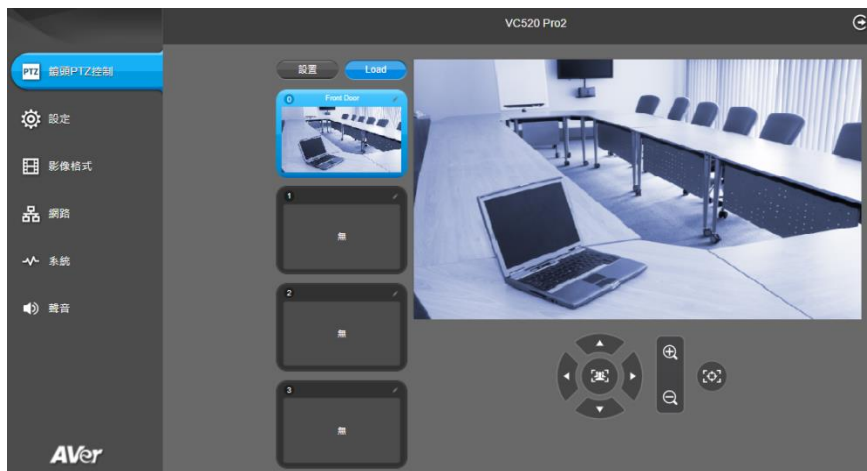 VC520 Pro2
PTZ 鏡頭PTZ控制
設定
影像格式
網路
系統
聲音
AVer
設置
Load
0 Front Door
1
無
2
無
3
無